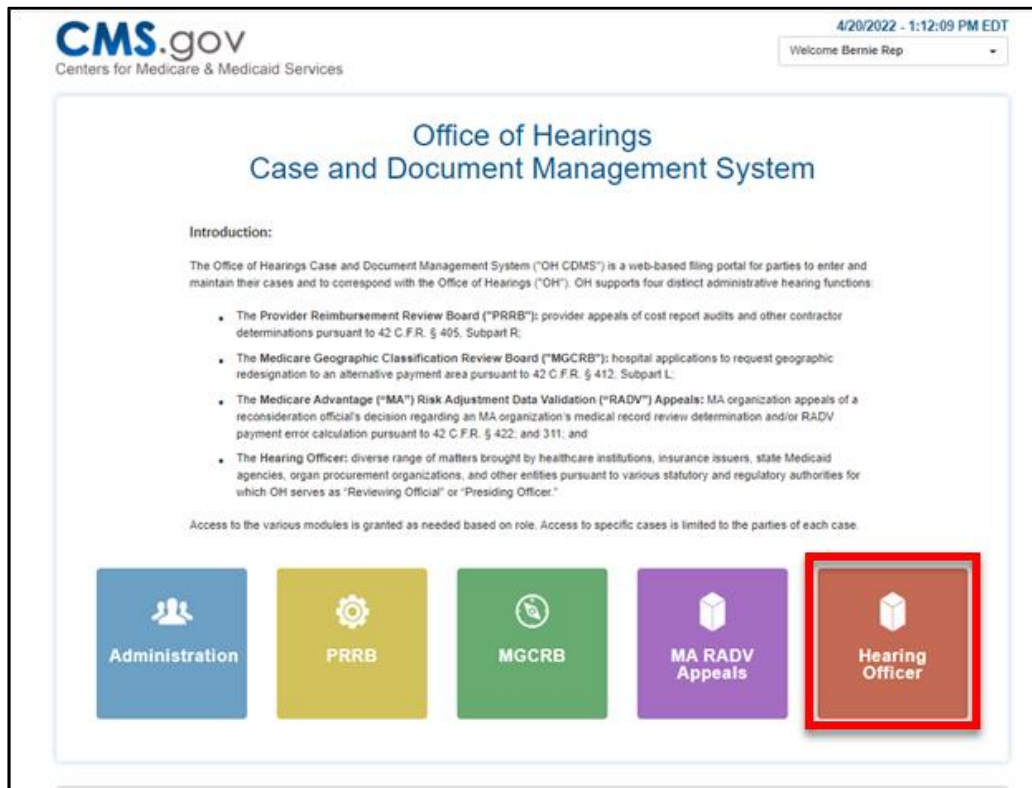 CMS.gov
Centers for Medicare & Medicaid Services
4/20/2022 - 1:12:09 PM EDT
Welcome Bernie Rep
Office of Hearings
Case and Document Management System
Introduction:
The Office of Hearings Case and Document Management System ("OH CDMS") is a web-based filing portal for parties to enter and
maintain their cases and to correspond with the Office of Hearings ("OH"). OH supports four distinct administrative hearing functions:
• The Provider Reimbursement Review Board ("PRRB"): provider appeals of cost report audits and other contractor
determinations pursuant to 42 C.F.R. § 405, Subpart R;
• The Medicare Geographic Classification Review Board ("MGCRB"): hospital applications to request geographic
redesignation to an alternative payment area pursuant to 42 C.F.R. § 412, Subpart L;
• The Medicare Advantage (“MA”) Risk Adjustment Data Validation (“RADV”) Appeals: MA organization appeals of a
reconsideration official's decision regarding an MA organization's medical record review determination and/or RADV
payment error calculation pursuant to 42 C.F.R. § 422; and 311; and
• The Hearing Officer: diverse range of matters brought by healthcare institutions, insurance issuers, state Medicaid
agencies, organ procurement organizations, and other entities pursuant to various statutory and regulatory authorities for
which OH serves as “Reviewing Official” or “Presiding Officer.”
Access to the various modules is granted as needed based on role. Access to specific cases is limited to the parties of each case.
Administration
PRRB
MGCRB
MA RADV
Appeals
Hearing
Officer